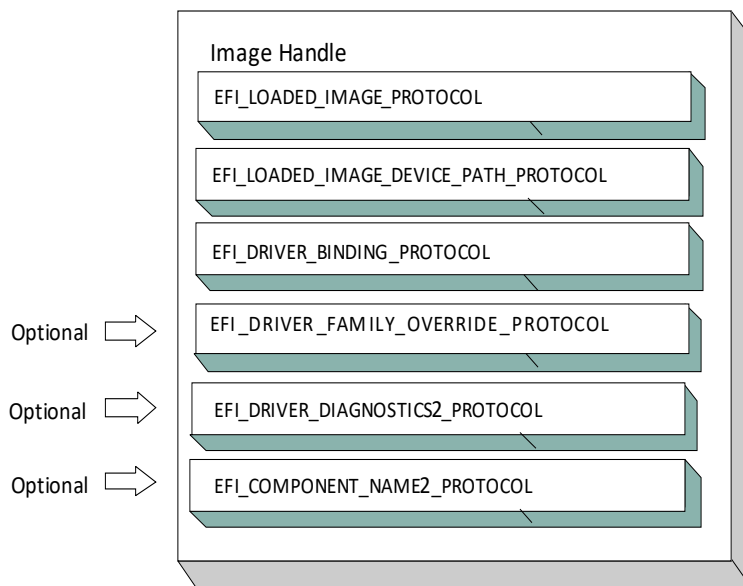 Image Handle
EFI_LOADED_IMAGE_PROTOCOL
EFI_LOADED_IMAGE_DEVICE_PATH_PROTOCOL
EFI_DRIVER_BINDING_PROTOCOL
Optional
EFI_DRIVER_FAMILY_OVERRIDE_PROTOCOL
Optional
EFI_DRIVER_DIAGNOSTICS2_PROTOCOL
Optional
EFI_COMPONENT_NAME2_PROTOCOL